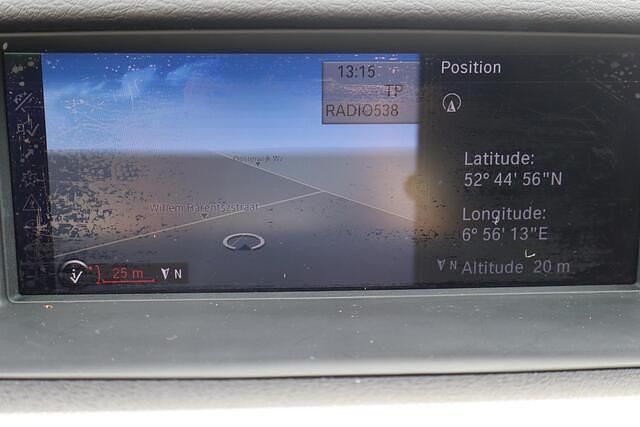 13:15
TP
RADIO538
Willem Barentszstraat
25 m
N
Position
Latitude:
52° 44' 56"N
Longitude:
6° 56' 13"E
N Altitude 20 m